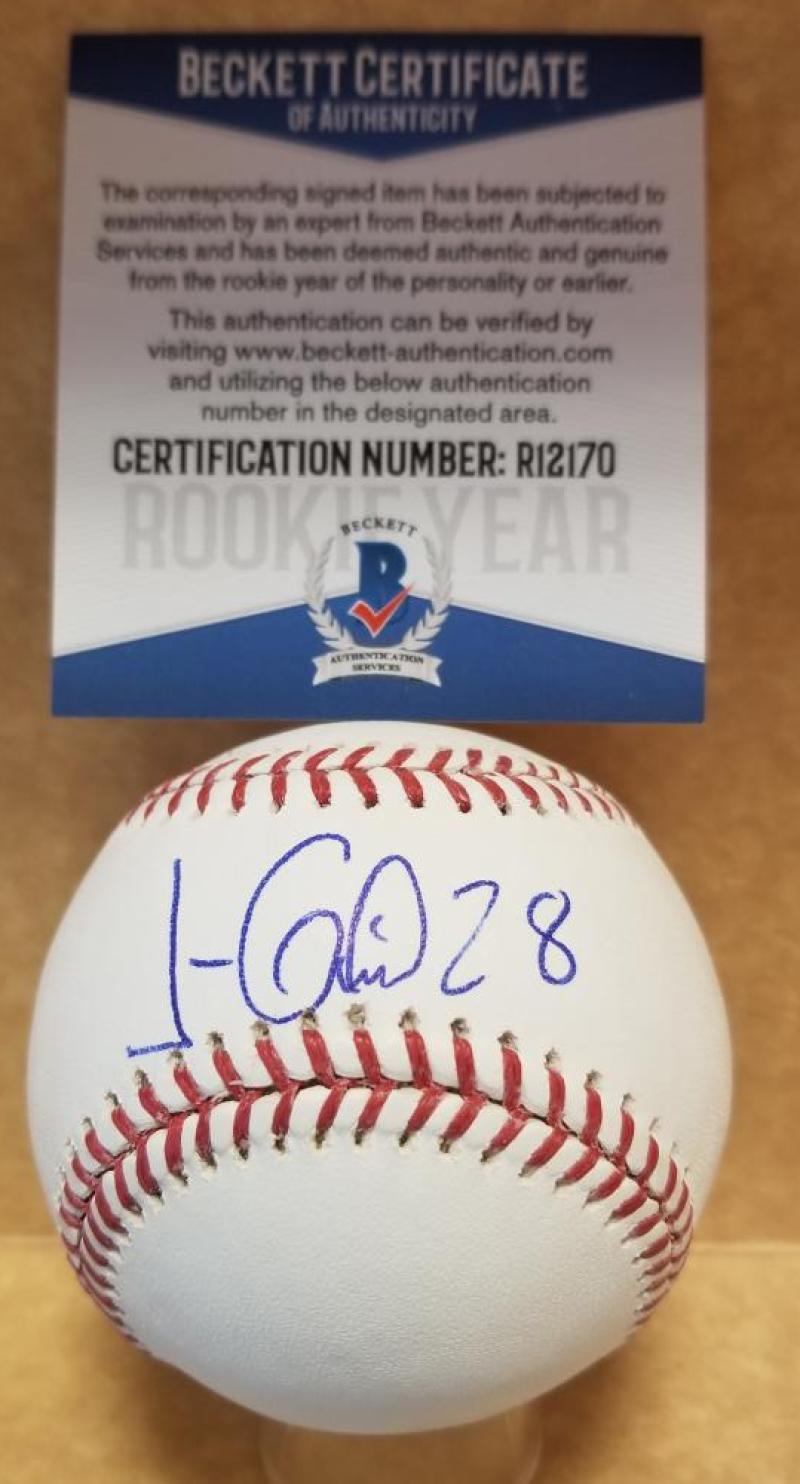 BECKETT CERTIFICATE
OF AUTHENTICITY
The corresponding signed item has been subjected to
examination by an expert from Beckett Authentication
Services and has been deemed authentic and genuine
from the rookie year of the personality or earlier.
This authentication can be verified by
visiting www.beckett-authentication.com
and utilizing the below authentication
number in the designated area.
CERTIFICATION NUMBER: R12170
ROOKIE YEAR
BECKETT
B
AUTHENTICATION
SERVICES
28